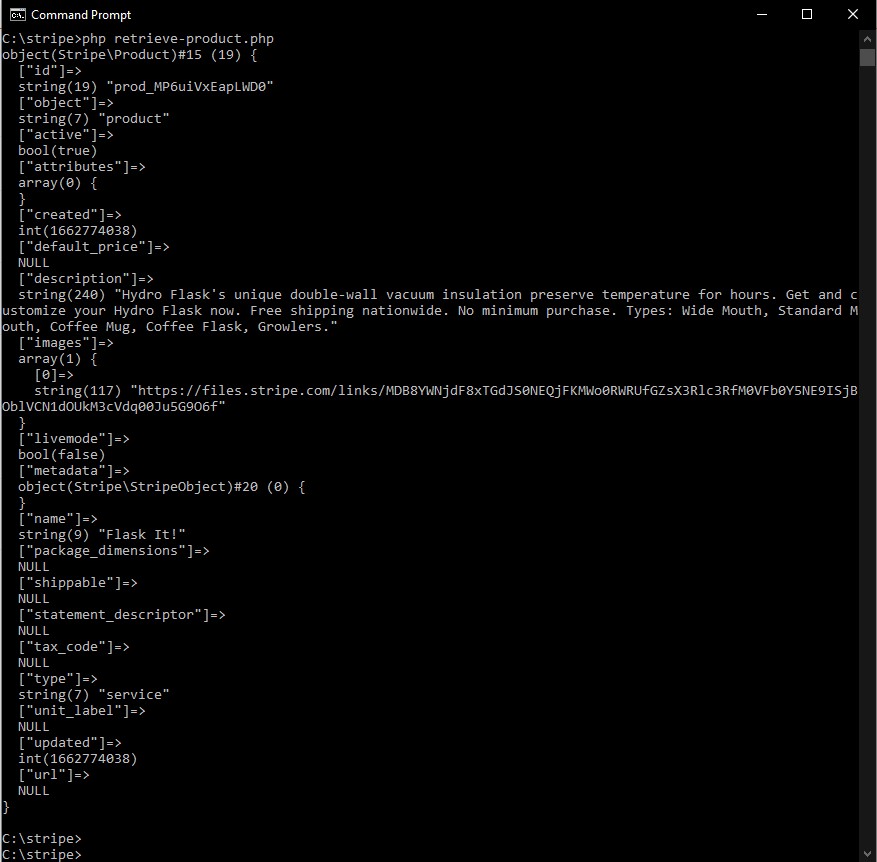 Command Prompt
C:\stripe>php retrieve-product.php
object(Stripe\Product)#15 (19) {
  ["id"]=>
  string(19) "prod_MP6uiVxEapLWD0"
  ["object"]=>
  string(7) "product"
  ["active"]=>
  bool(true)
  ["attributes"]=>
  array(0) {
  }
  ["created"]=>
  int(1662774038)
  ["default_price"]=>
  NULL
  ["description"]=>
  string(240) "Hydro Flask's unique double-wall vacuum insulation preserve temperature for hours. Get and c
ustomize your Hydro Flask now. Free shipping nationwide. No minimum purchase. Types: Wide Mouth, Standard M
outh, Coffee Mug, Coffee Flask, Growlers."
  ["images"]=>
  array(1) {
    [0]=>
    string(117) "https://files.stripe.com/links/MDB8YWNjdF8xTGdJS0NEQjFKMWo0RWRUfGZsX3Rlc3RfM0VFb0Y5NE9ISjB
OblVCN1dOUkM3cVdq00Ju5G9O6f"
  }
  ["livemode"]=>
  bool(false)
  ["metadata"]=>
  object(Stripe\StripeObject)#20 (0) {
  }
  ["name"]=>
  string(9) "Flask It!"
  ["package_dimensions"]=>
  NULL
  ["shippable"]=>
  NULL
  ["statement_descriptor"]=>
  NULL
  ["tax_code"]=>
  NULL
  ["type"]=>
  string(7) "service"
  ["unit_label"]=>
  NULL
  ["updated"]=>
  int(1662774038)
  ["url"]=>
  NULL
}
C:\stripe>
C:\stripe>